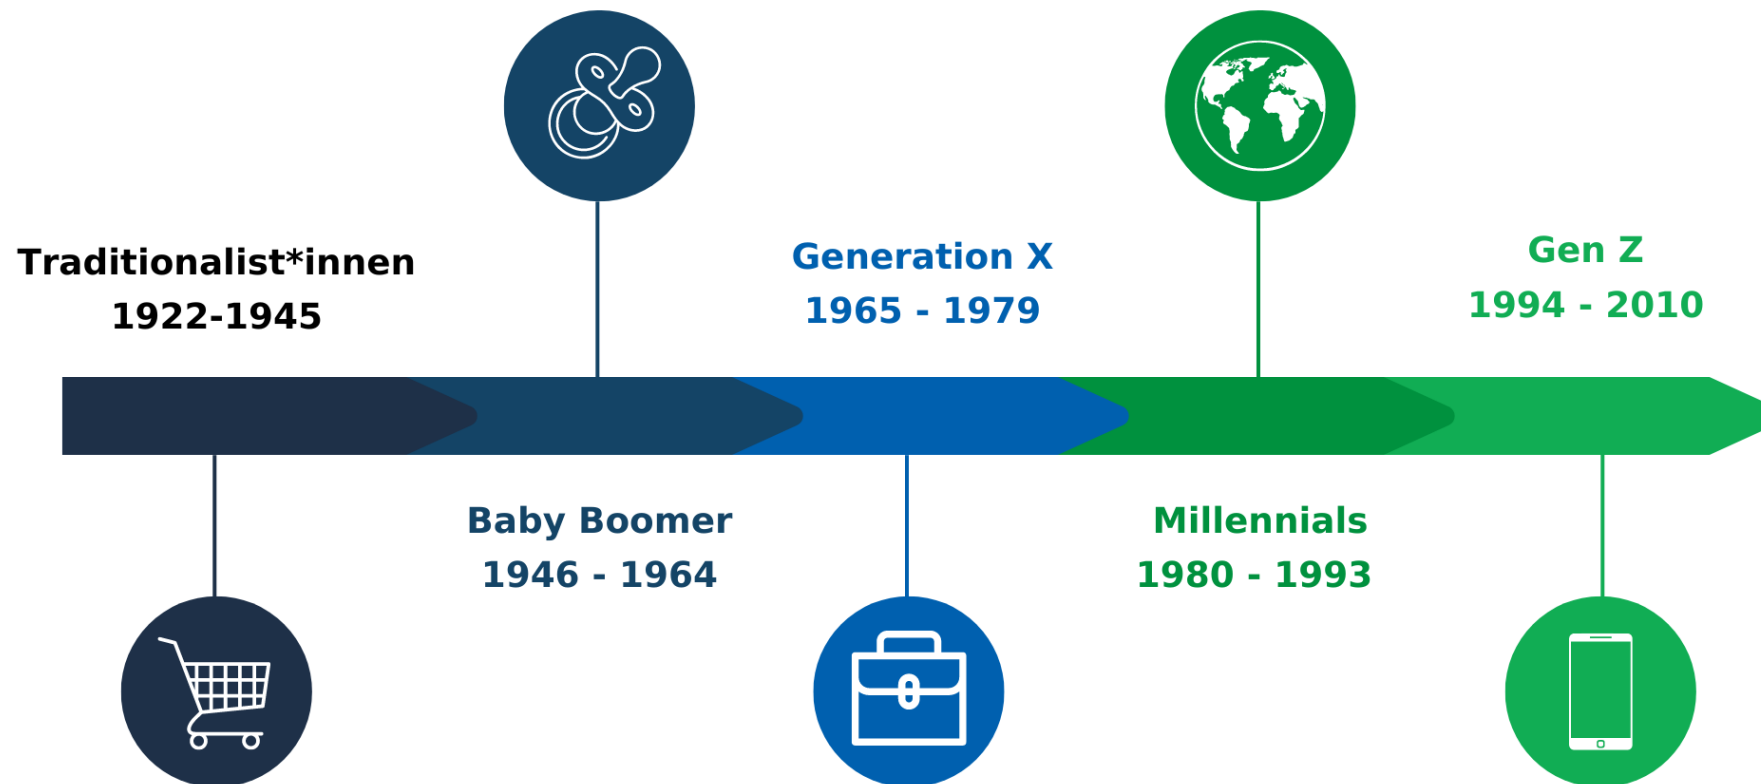 Traditionalist*innen
1922-1945
Baby Boomer
1946 - 1964
Generation X
1965 - 1979
Millennials
1980 - 1993
Gen Z
1994 - 2010